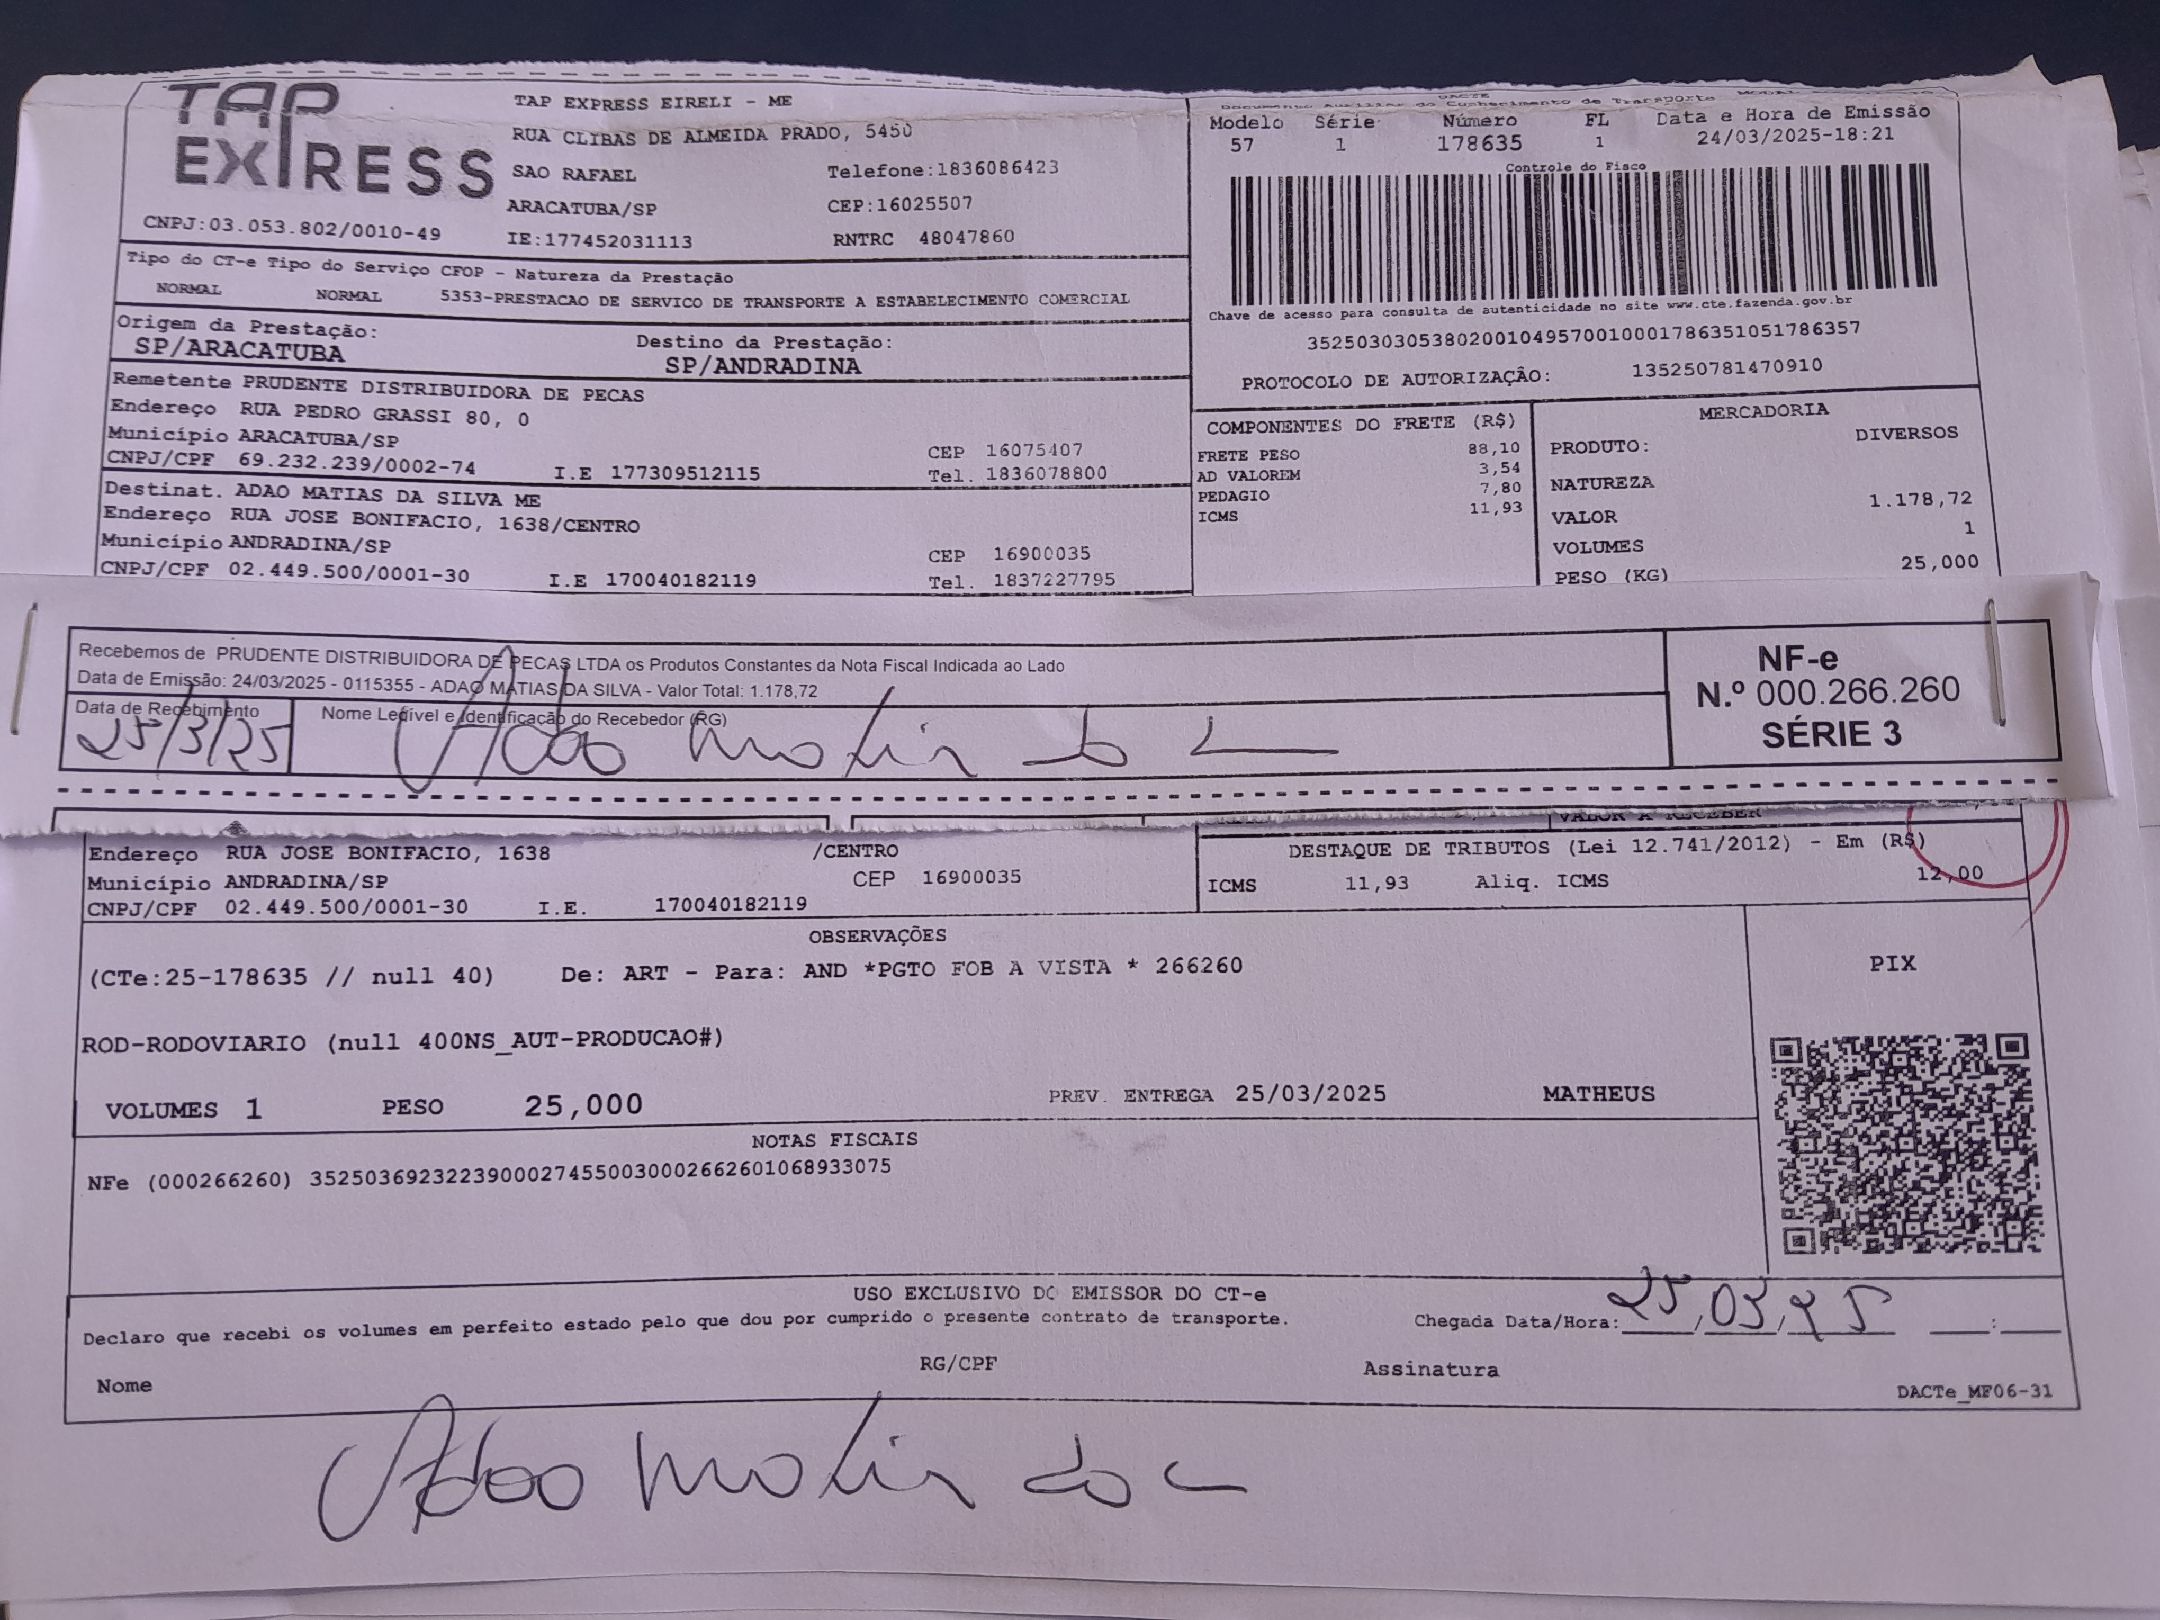 TAP EXPRESS
TAP EXPRESS EIRELI - ME
RUA CLIBAS DE ALMEIDA PRADO, 5450
SAO RAFAEL Telefone:1836086423
ARACATUBA/SP CEP:16025507
CNPJ:03.053.802/0010-49 IE:177452031113 RNTRC 48047860
Documento Auxiliar do Conhecimento de Transporte
Modelo Série Número FL Data e Hora de Emissão
57 1 178635 1 24/03/2025-18:21
Controle do Fisco
Chave de acesso para consulta de autenticidade no site www.cte.fazenda.gov.br
35250303053802001049570010001786351051786357
PROTOCOLO DE AUTORIZAÇÃO: 135250781470910
Tipo do CT-e Tipo do Serviço CFOP - Natureza da Prestação
NORMAL NORMAL 5353-PRESTACAO DE SERVICO DE TRANSPORTE A ESTABELECIMENTO COMERCIAL
Origem da Prestação: Destino da Prestação:
SP/ARACATUBA SP/ANDRADINA
Remetente PRUDENTE DISTRIBUIDORA DE PECAS
Endereço RUA PEDRO GRASSI 80, 0
Município ARACATUBA/SP CEP 16075407
CNPJ/CPF 69.232.239/0002-74 I.E 177309512115 Tel. 1836078800
Destinat. ADAO MATIAS DA SILVA ME
Endereço RUA JOSE BONIFACIO, 1638/CENTRO
Município ANDRADINA/SP CEP 16900035
CNPJ/CPF 02.449.500/0001-30 I.E 170040182119 Tel. 1837227795
COMPONENTES DO FRETE (R$)
FRETE PESO 88,10
AD VALOREM 3,54
PEDAGIO 7,80
ICMS 11,93
MERCADORIA
PRODUTO: DIVERSOS
NATUREZA
VALOR 1.178,72
VOLUMES 1
PESO (KG) 25,000
Recebemos de PRUDENTE DISTRIBUIDORA DE PECAS LTDA os Produtos Constantes da Nota Fiscal Indicada ao Lado
Data de Emissão: 24/03/2025 - 0115355 - ADAO MATIAS DA SILVA - Valor Total: 1.178,72
Data de Recebimento Nome Legível e Identificação do Recebedor (RG)
25/3/25 Adao
NF-e
N.º 000.266.260
SÉRIE 3
VALOR A RECEBER
Endereço RUA JOSE BONIFACIO, 1638 /CENTRO
Município ANDRADINA/SP CEP 16900035
CNPJ/CPF 02.449.500/0001-30 I.E. 170040182119
DESTAQUE DE TRIBUTOS (Lei 12.741/2012) - Em (R$)
ICMS 11,93 Aliq. ICMS 12,00
OBSERVAÇÕES
(CTe:25-178635 // null 40) De: ART - Para: AND *PGTO FOB A VISTA * 266260
ROD-RODOVIARIO (null 400NS_AUT-PRODUCAO#)
VOLUMES 1 PESO 25,000 PREV. ENTREGA 25/03/2025 MATHEUS
PIX
NOTAS FISCAIS
NFe (000266260) 35250369232239000274550030002662601068933075
USO EXCLUSIVO DO EMISSOR DO CT-e
Declaro que recebi os volumes em perfeito estado pelo que dou por cumprido o presente contrato de transporte.
Chegada Data/Hora: 25,03,25 :
Nome RG/CPF Assinatura
DACTe_MF06-31
Adao